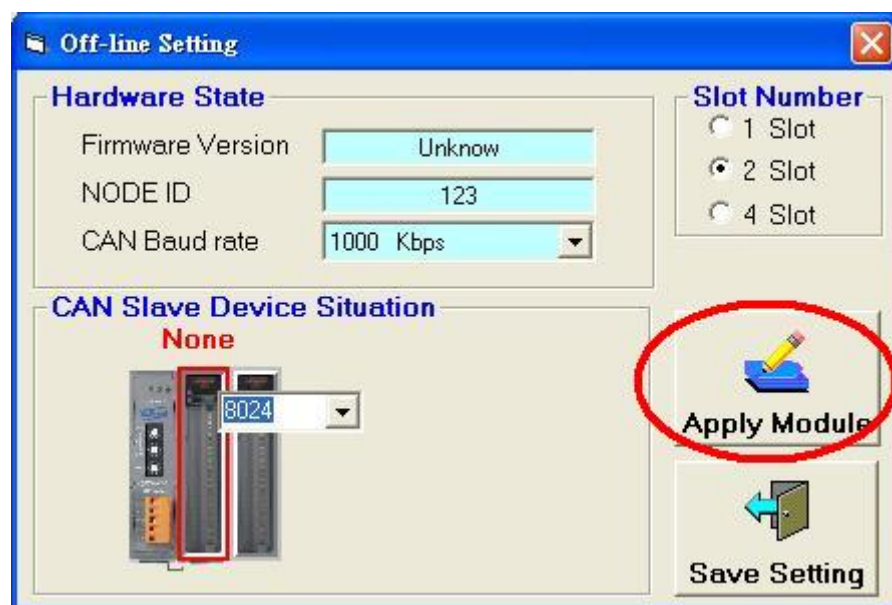 Off-line Setting
Hardware State
Firmware Version
Unknow
NODE ID
123
CAN Baud rate
1000 Kbps
Slot Number
1 Slot
2 Slot
4 Slot
CAN Slave Device Situation
None
8024
Apply Module
Save Setting